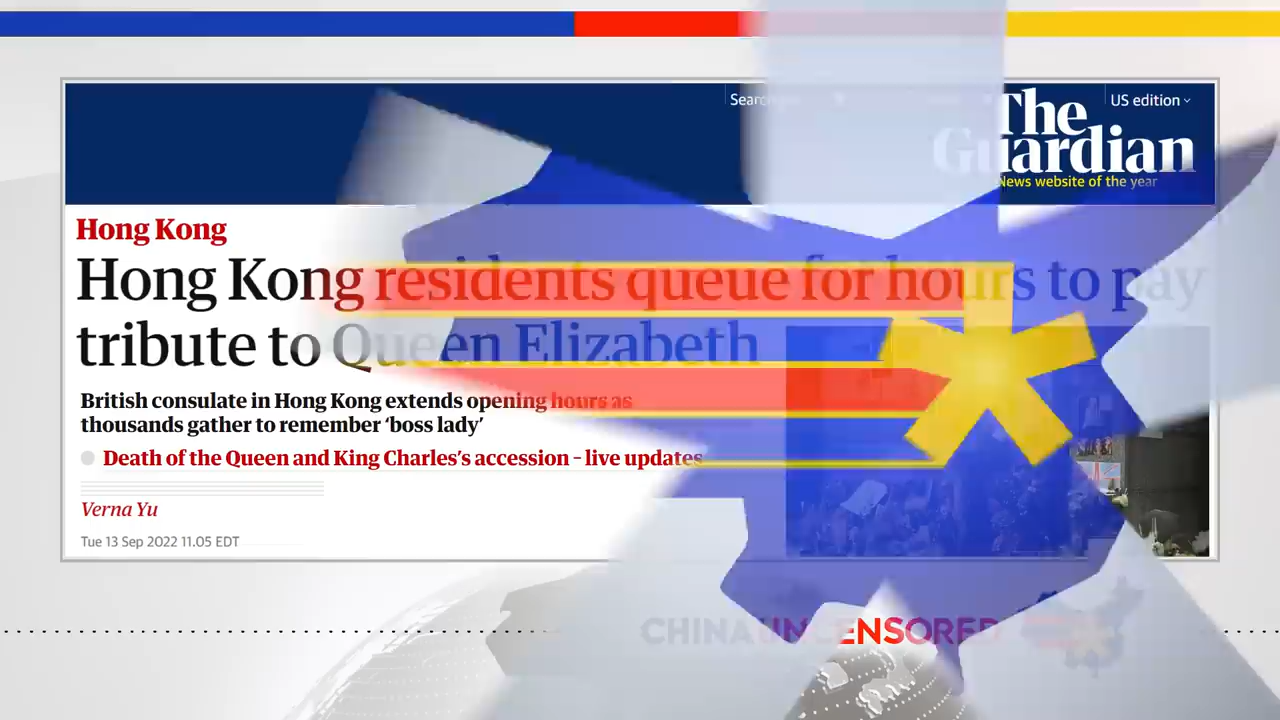 Search
US edition
The
Guardian
News website of the year
Hong Kong
Hong Kong residents queue for hours to pay
tribute to Queen Elizabeth
British consulate in Hong Kong extends opening hours as
thousands gather to remember ‘boss lady’
Death of the Queen and King Charles’s accession – live updates
Verna Yu
Tue 13 Sep 2022 11.05 EDT
CHINAUNCENSORED